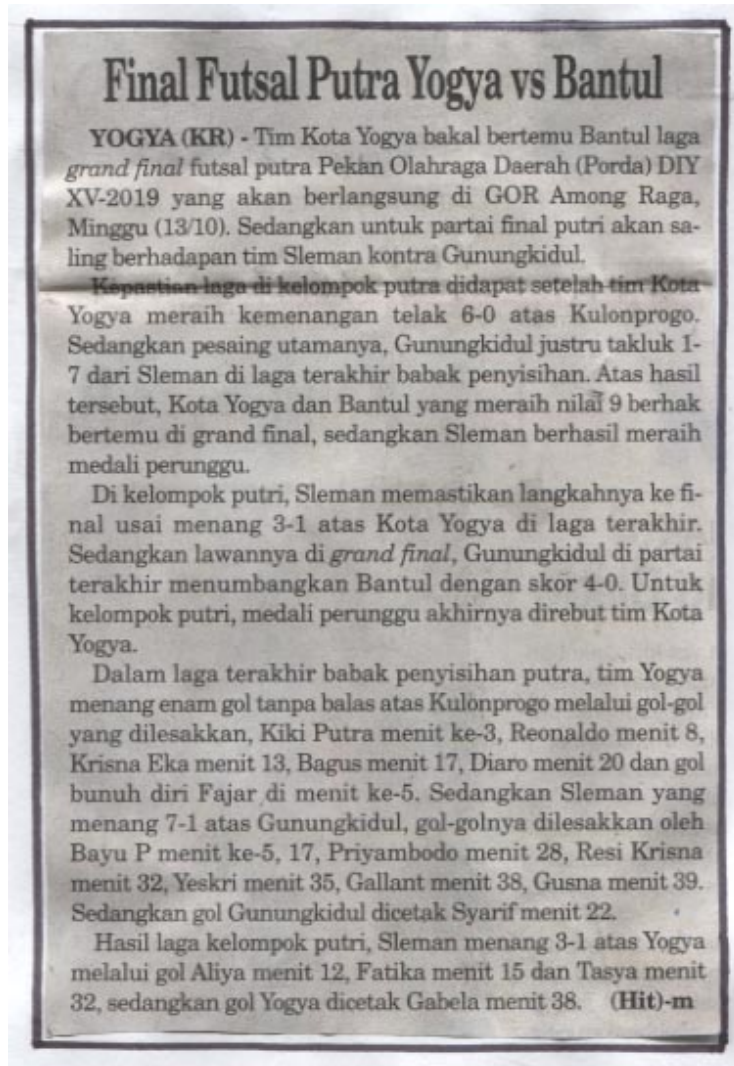 Final Futsal Putra Yogya vs Bantul
YOGYA (KR) - Tim Kota Yogya bakal bertemu Bantul laga
grand final futsal putra Pekan Olahraga Daerah (Porda) DIY
XV-2019 yang akan berlangsung di GOR Among Raga,
Minggu (13/10). Sedangkan untuk partai final putri akan sa-
ling berhadapan tim Sleman kontra Gunungkidul.
Kepastian laga di kelompok putra didapat setelah tim Kota
Yogya meraih kemenangan telak 6-0 atas Kulonprogo.
Sedangkan pesaing utamanya, Gunungkidul justru takluk 1-
7 dari Sleman di laga terakhir babak penyisihan. Atas hasil
tersebut, Kota Yogya dan Bantul yang meraih nilai 9 berhak
bertemu di grand final, sedangkan Sleman berhasil meraih
medali perunggu.
Di kelompok putri, Sleman memastikan langkahnya ke fi-
nal usai menang 3-1 atas Kota Yogya di laga terakhir.
Sedangkan lawannya di grand final, Gunungkidul di partai
terakhir menumbangkan Bantul dengan skor 4-0. Untuk
kelompok putri, medali perunggu akhirnya direbut tim Kota
Yogya.
Dalam laga terakhir babak penyisihan putra, tim Yogya
menang enam gol tanpa balas atas Kulonprogo melalui gol-gol
yang dilesakkan, Kiki Putra menit ke-3, Reonaldo menit 8,
Krisna Eka menit 13, Bagus menit 17, Diaro menit 20 dan gol
bunuh diri Fajar di menit ke-5. Sedangkan Sleman yang
menang 7-1 atas Gunungkidul, gol-golnya dilesakkan oleh
Bayu P menit ke-5, 17, Priyambodo menit 28, Resi Krisna
menit 32, Yeskri menit 35, Gallant menit 38, Gusna menit 39.
Sedangkan gol Gunungkidul dicetak Syarif menit 22.
Hasil laga kelompok putri, Sleman menang 3-1 atas Yogya
melalui gol Aliya menit 12, Fatika menit 15 dan Tasya menit
32, sedangkan gol Yogya dicetak Gabela menit 38. (Hit)-m